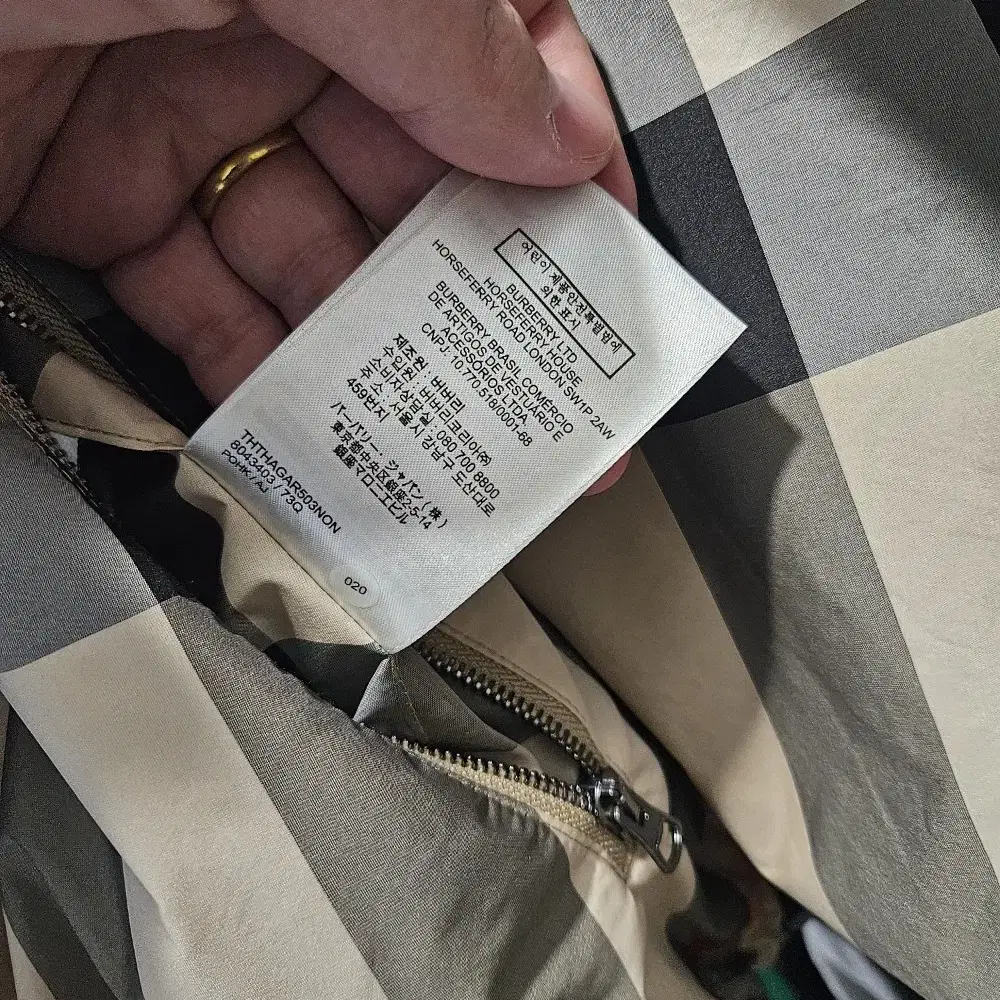 어린이 제품안전특별법에
의한 표시
BURBERRY LTD
HORSEFERRY HOUSE
HORSEFERRY ROAD LONDON SW1P 2AW
BURBERRY BRASIL COMÉRCIO
DE ARTIGOS DE VESTUÁRIO E
ACESSÓRIOS LTDA.
CNPJ: 10.770.518/0001-68
제조원 : 버버리
수입원 : 버버리코리아㈜
소비자상담실 : 080 700 8800
주소 : 서울시 강남구 도산대로
459번지
バーバリー・ジャパン（株）
東京都中央区銀座2-5-14
銀座マロニエビル
THTHAGAR503NON
8043403 / 73Q
POHK / AJ
020